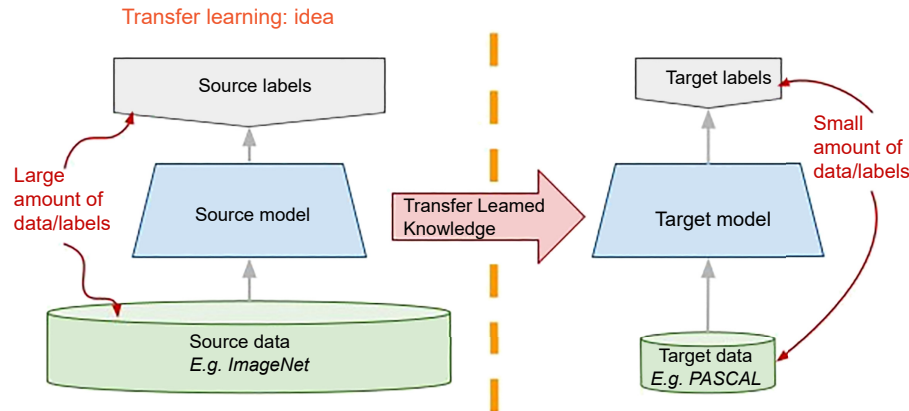 Transfer learning: idea
Source labels
Large
amount of
data/labels
Source model
Source data
E.g. ImageNet
Transfer Leamed
Knowledge
Target labels
Small
amount of
data/labels
Target model
Target data
E.g. PASCAL